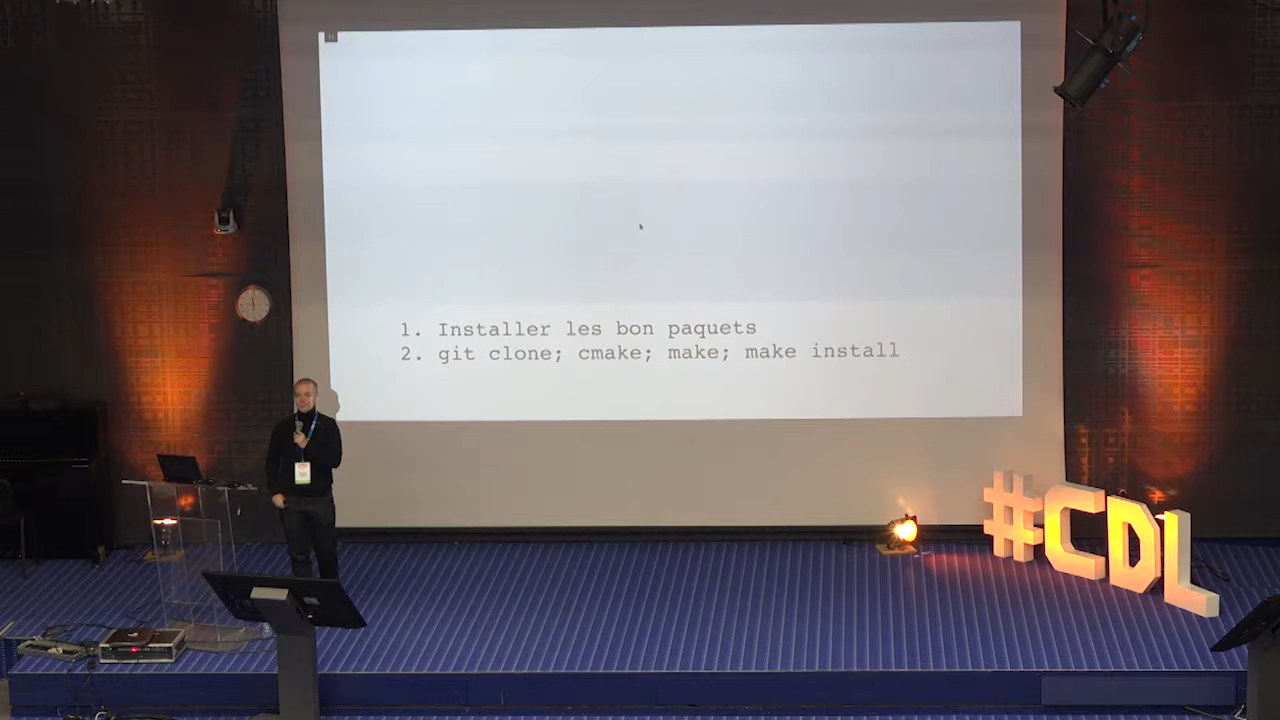 1. Installer les bon paquets
2. git clone; cmake; make; make install
#CDL